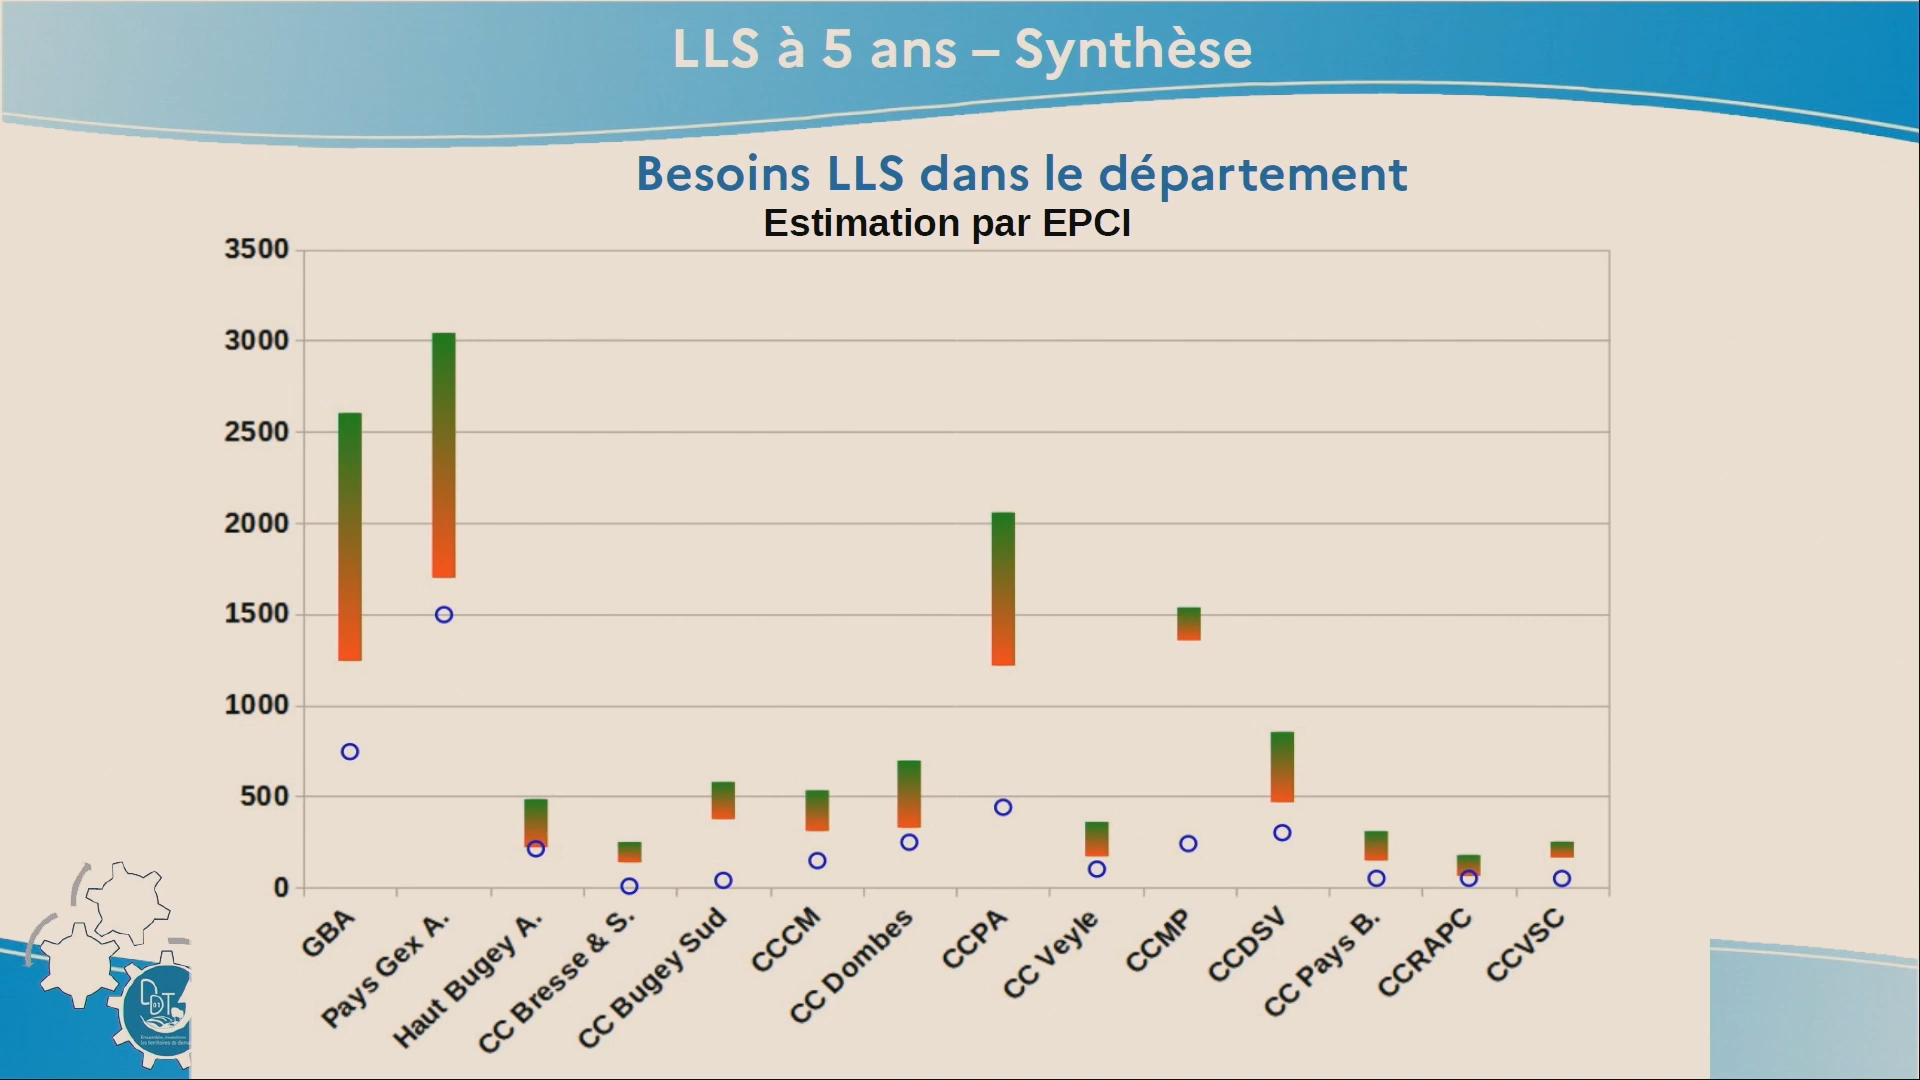 LLS à 5 ans – Synthèse
Besoins LLS dans le département
Estimation par EPCI
3500
3000
2500
2000
1500
1000
500
0
GBA
Pays Gex A.
Haut Bugey A.
CC Bresse & S.
CC Bugey Sud
CCCM
CC Dombes
CCPA
CC Veyle
CCMP
CCDSV
CC Pays B.
CCRAPC
CCVSC
DDT
01